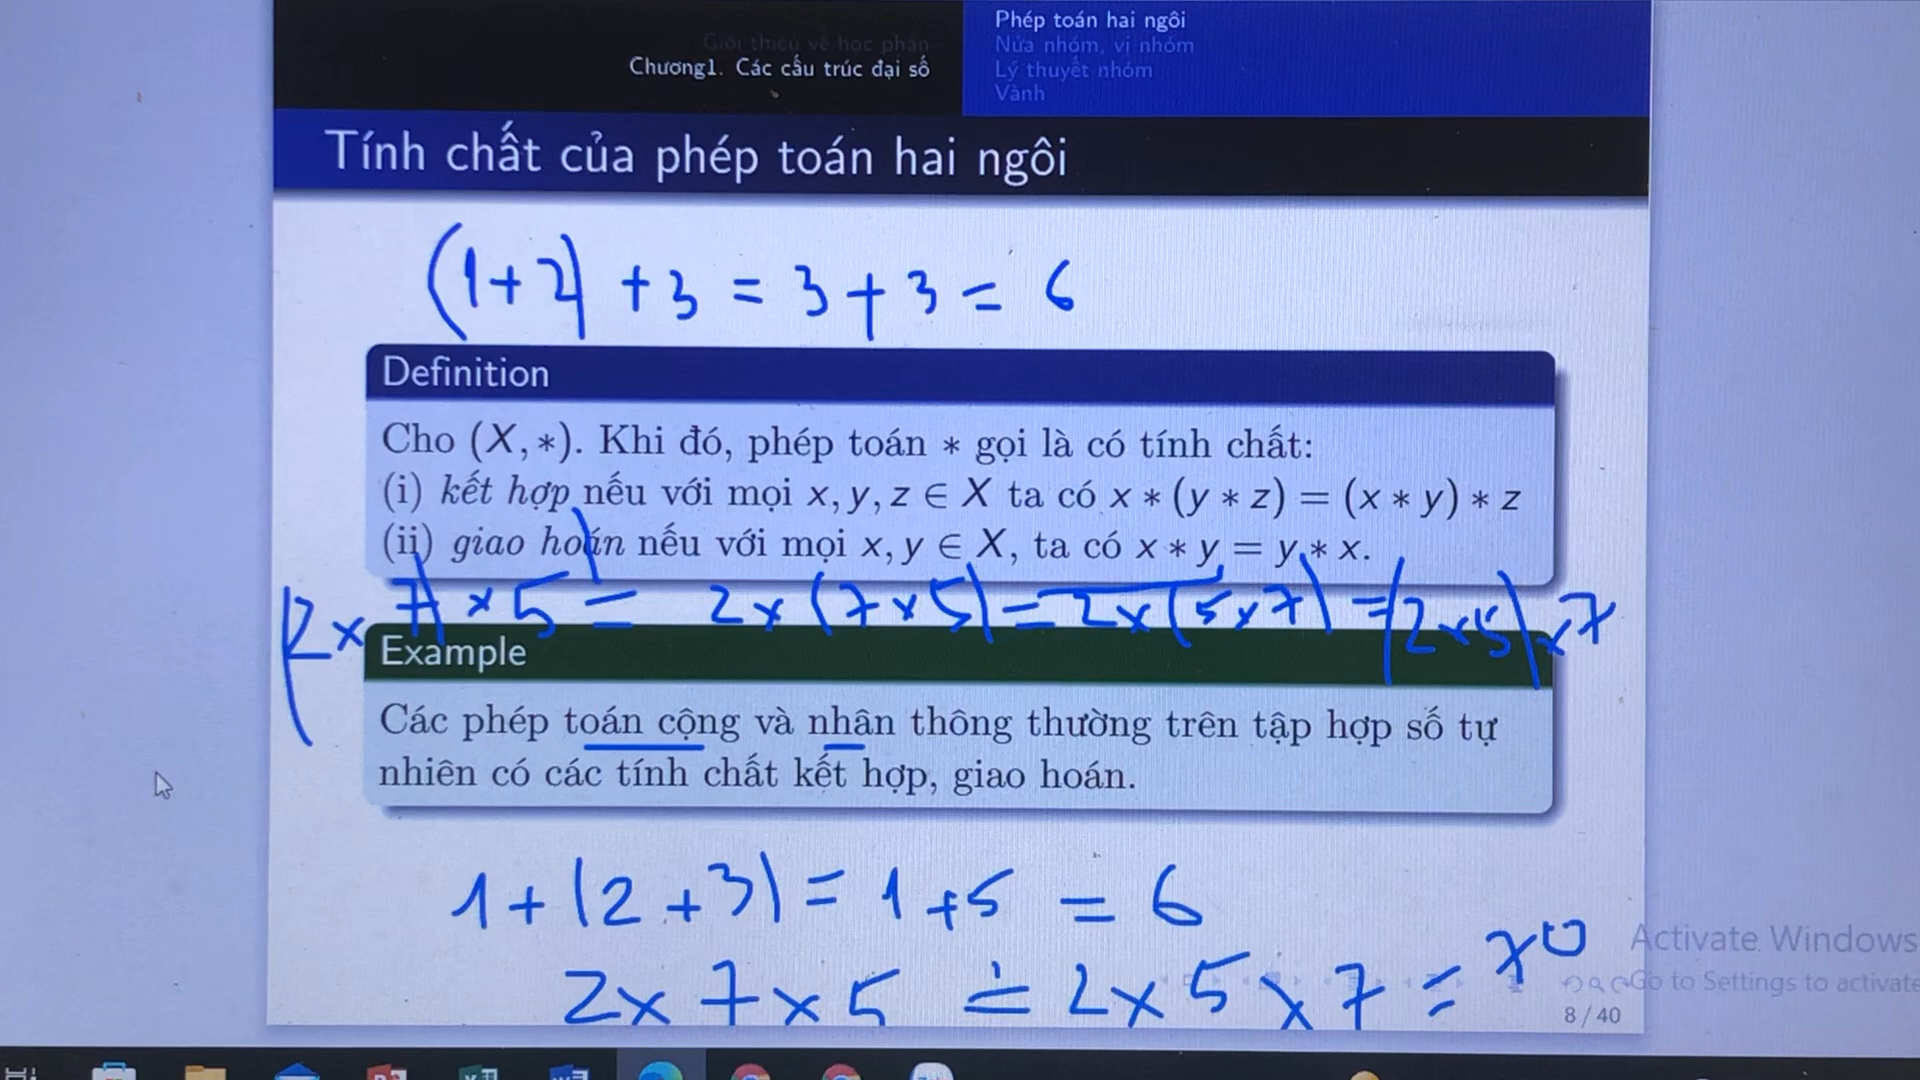 Giới thiệu về học phần
Chương1. Các cấu trúc đại số
Phép toán hai ngôi
Nửa nhóm, vị nhóm
Lý thuyết nhóm
Vành
Tính chất của phép toán hai ngôi
(1+2) + 3 = 3 + 3 = 6
Definition
Cho (X, ∗). Khi đó, phép toán ∗ gọi là có tính chất:
(i) kết hợp nếu với mọi x, y, z ∈ X ta có x ∗ (y ∗ z) = (x ∗ y) ∗ z
(ii) giao hoán nếu với mọi x, y ∈ X, ta có x ∗ y = y ∗ x.
(2 x 7) x 5 = 2 x (7 x 5) = 2 x (5 x 7) = (2 x 5) x 7
Example
Các phép toán cộng và nhân thông thường trên tập hợp số tự
nhiên có các tính chất kết hợp, giao hoán.
1 + (2 + 3) = 1 + 5 = 6
2 x 7 x 5 = 2 x 5 x 7 = 70
Activate Windows
Go to Settings to activate
8 / 40